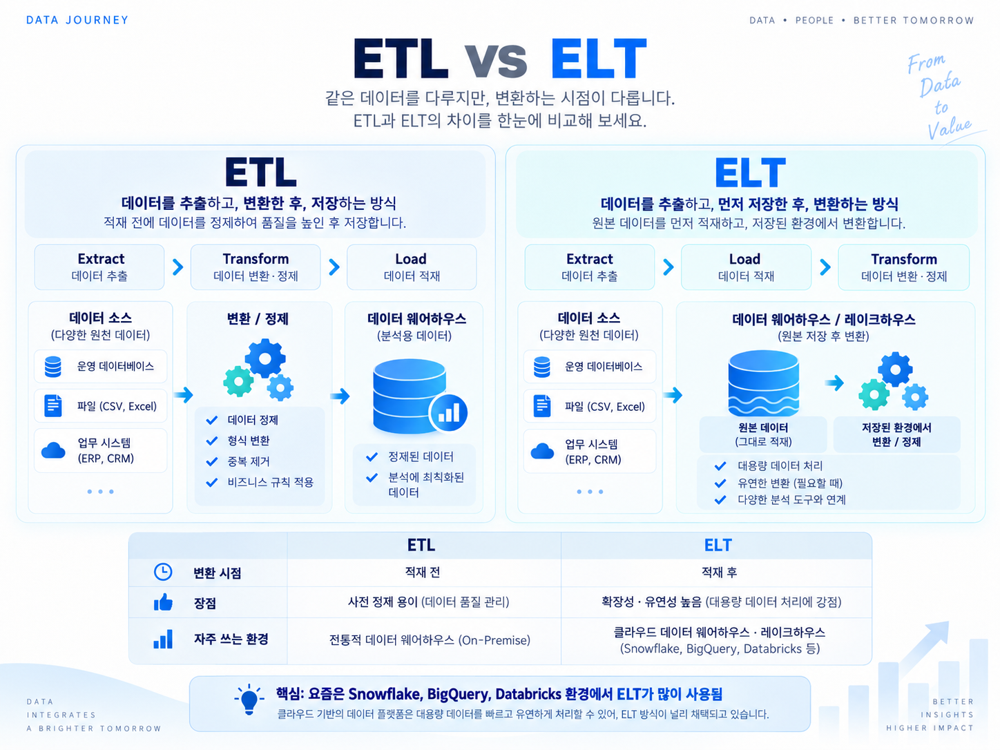 DATA JOURNEY
DATA • PEOPLE • BETTER TOMORROW
ETL vs ELT
같은 데이터를 다루지만, 변환하는 시점이 다릅니다.
ETL과 ELT의 차이를 한눈에 비교해 보세요.
From
Data
to
Value
ETL
데이터를 추출하고, 변환한 후, 저장하는 방식
적재 전에 데이터를 정제하여 품질을 높인 후 저장합니다.
Extract
데이터 추출
Transform
데이터 변환 · 정제
Load
데이터 적재
데이터 소스
(다양한 원천 데이터)
운영 데이터베이스
파일 (CSV, Excel)
업무 시스템
(ERP, CRM)
변환 / 정제
데이터 정제
형식 변환
중복 제거
비즈니스 규칙 적용
데이터 웨어하우스
(분석용 데이터)
정재된 데이터
분석에 최칙화된
데이터
ELT
데이터를 추출하고, 먼저 저장한 후, 변환하는 방식
원본 데이터를 먼저 적재하고, 저장된 환경에서 변환합니다.
Extract
데이터 추출
Load
데이터 적재
Transform
데이터 변환 · 정제
데이터 소스
(다양한 원천 데이터)
운영 데이터베이스
파일 (CSV, Excel)
업무 시스템
(ERP, CRM)
데이터 웨어하우스 / 레이크하우스
(원본 저장 후 변환)
원본 데이터
(그대로 적재)
저장된 환경에서
변환 / 정제
대용량 데이터 처리
유연한 변환 (필요할 때)
다양한 분석 도구와 연계
ETL
ELT
변환 시점
적재 전
적재 후
장점
사전 정재 용이 (데이터 품질 관리)
확장성 · 유연성 높음 (대용량 데이터 처리에 강점)
자주 쓰는 환경
전통적 데이터 웨어하우스 (On-Premise)
클라우드 데이터 웨어하우스 · 레이크하우스
(Snowflake, BigQuery, Databricks 등)
핵심: 요즘은 Snowflake, BigQuery, Databricks 환경에서 ELT가 많이 사용됨
클라우드 기반의 데이터 플랫폼은 대용량 데이터를 빠르고 유연하게 처리할 수 있어, ELT 방식이 널리 채택되고 있습니다.
DATA
INTEGRATES
A BRIGHTER TOMORROW
BETTER
INSIGHTS
HIGHER IMPACT